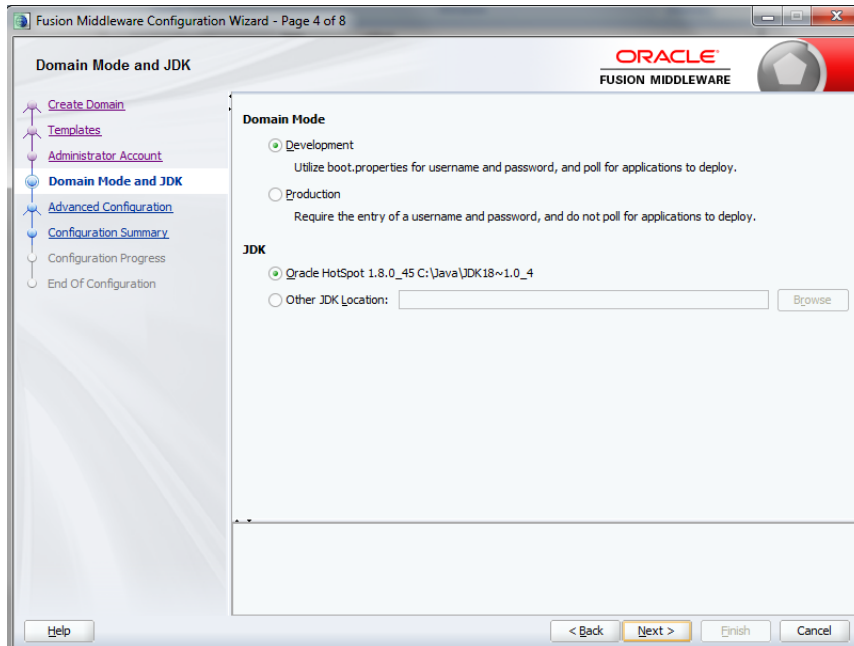 Fusion Middleware Configuration Wizard - Page 4 of 8
Domain Mode and JDK
ORACLE
FUSION MIDDLEWARE
Create Domain
Templates
Administrator Account
Domain Mode and JDK
Advanced Configuration
Configuration Summary
Configuration Progress
End Of Configuration
Domain Mode
Development
Utilize boot.properties for username and password, and poll for applications to deploy.
Production
Require the entry of a username and password, and do not poll for applications to deploy.
JDK
Oracle HotSpot 1.8.0_45 C:\Java\JDK18~1.0_4
Other JDK Location:
Browse
Help
< Back
Next >
Finish
Cancel